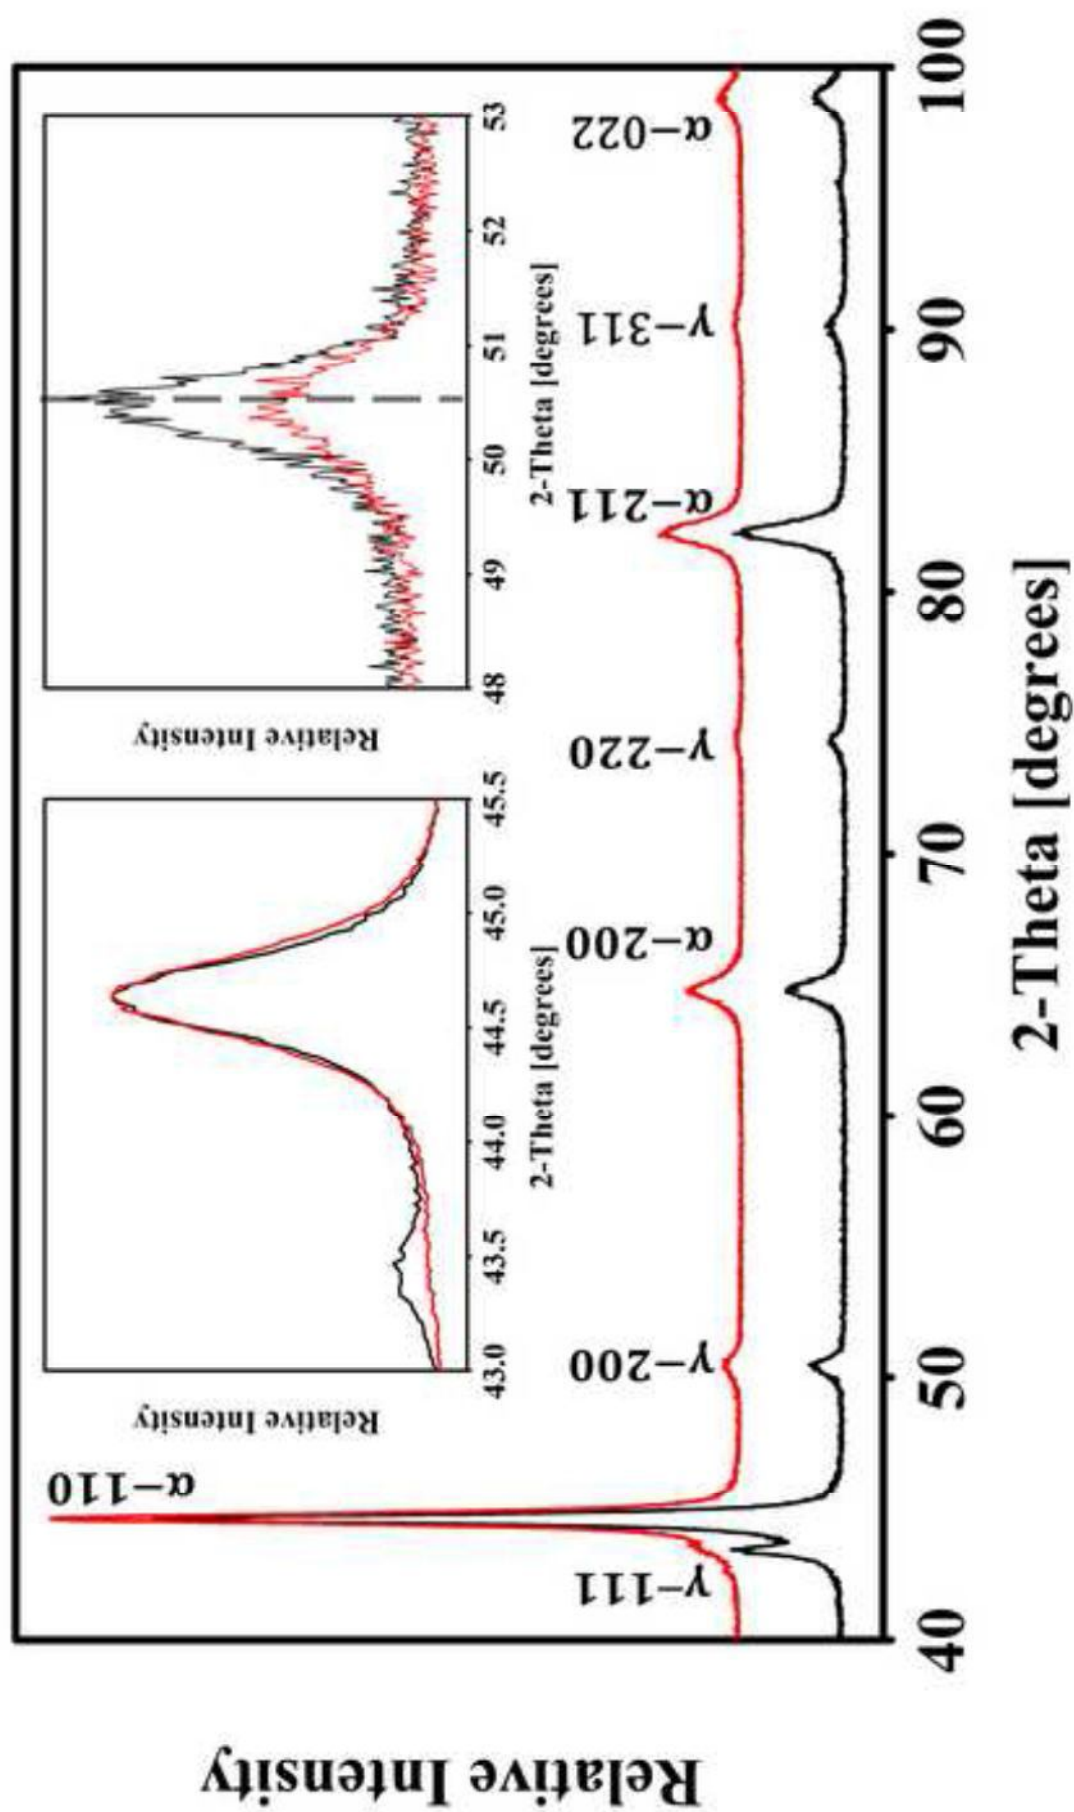 Relative Intensity
α-110
γ-111
γ-200
α-200
γ-220
α-211
γ-311
α-022
40
50
60
70
80
90
100
2-Theta [degrees]
Relative Intensity
43.0
43.5
44.0
44.5
45.0
45.5
2-Theta [degrees]
Relative Intensity
48
49
50
51
52
53
2-Theta [degrees]